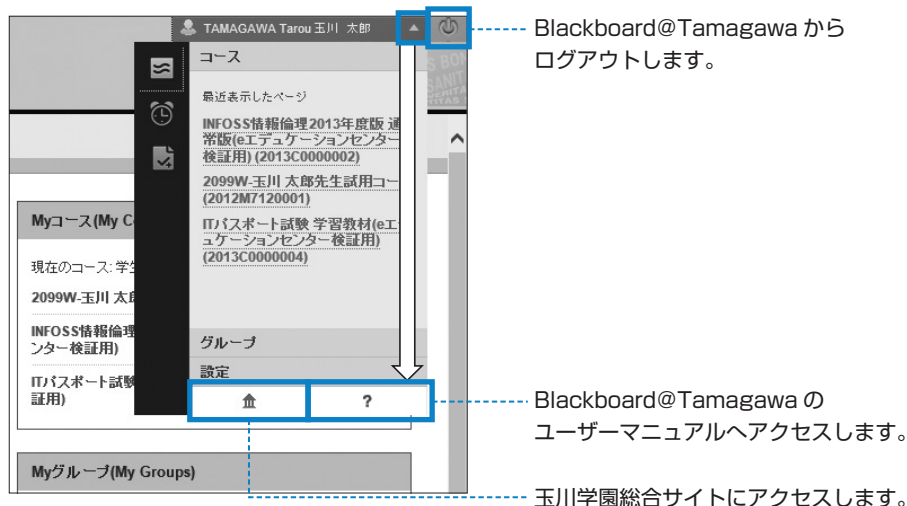 TAMAGAWA Tarou 玉川 太郎
コース
最近表示したページ
INFOSS情報倫理2013年度版 通
常版(eエデュケーションセンター
検証用) (2013C0000002)
2099W-玉川 太郎先生試用コー
(2012M7120001)
ITパスポート試験 学習教材(eエ
ュケーションセンター検証用)
(2013C0000004)
グループ
設定
?
Myコース(My C
現在のコース: 学生
2099W-玉川 太郎
INFOSS情報倫理
ンター検証用)
ITパスポート試験
証用)
Myグループ(My Groups)
Blackboard@Tamagawa から
ログアウトします。
Blackboard@Tamagawa の
ユーザーマニュアルへアクセスします。
玉川学園総合サイトにアクセスします。